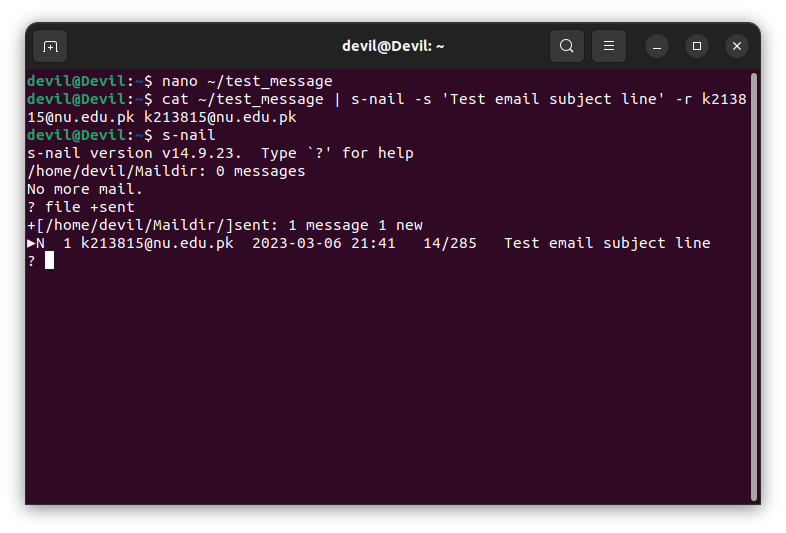 devil@Devil: ~
devil@Devil:~$ nano ~/test_message
devil@Devil:~$ cat ~/test_message | s-nail -s 'Test email subject line' -r k2138
15@nu.edu.pk k213815@nu.edu.pk
devil@Devil:~$ s-nail
s-nail version v14.9.23.  Type `?' for help
/home/devil/Maildir: 0 messages
No more mail.
? file +sent
+[/home/devil/Maildir/]sent: 1 message 1 new
▶N  1 k213815@nu.edu.pk  2023-03-06 21:41   14/285   Test email subject line
?